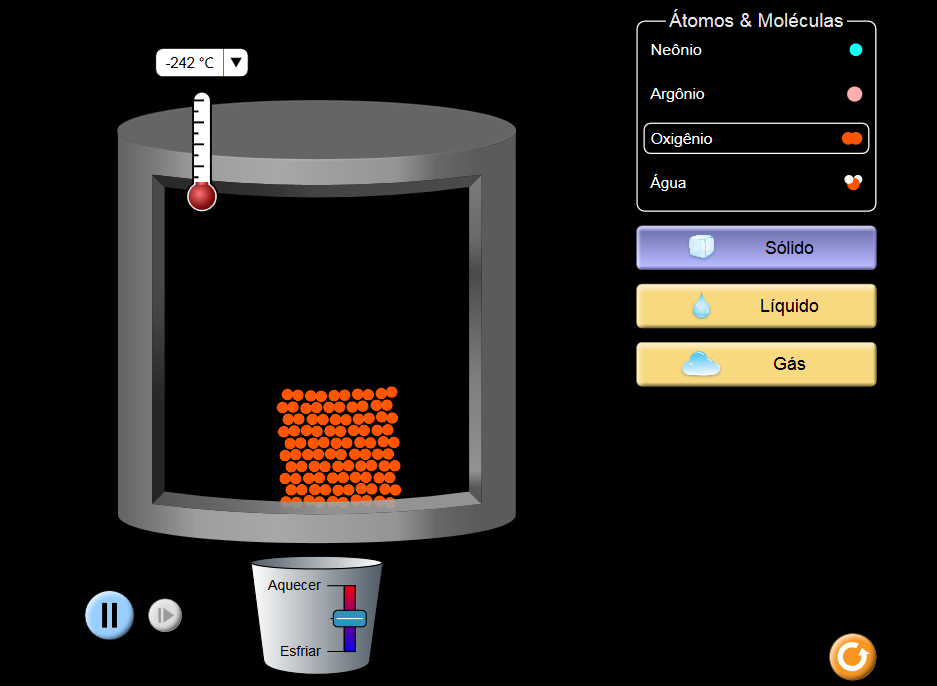 Átomos & Moléculas
-242 °C
Neônio
Argônio
Oxigênio
Água
Sólido
Líquido
Gás
Aquecer
Esfriar